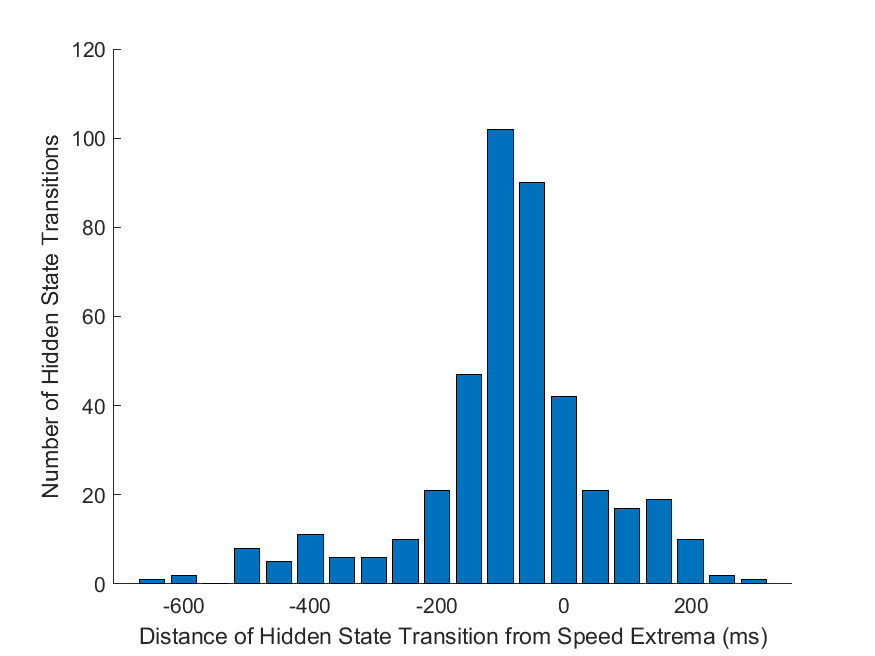 120
100
80
60
40
20
0
Number of Hidden State Transitions
-600 -400 -200 0 200
Distance of Hidden State Transition from Speed Extrema (ms)